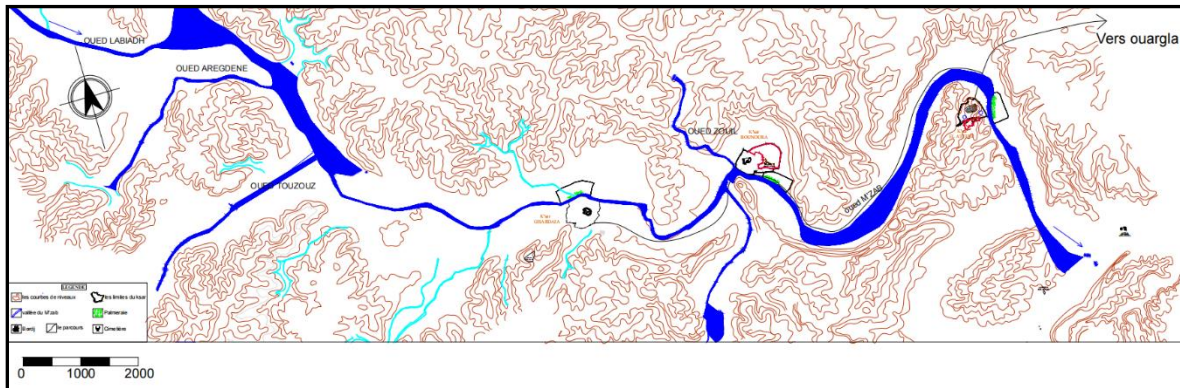 OUED LABIADH
Vers ouargla
OUED AREGDENE
OUED ZOUIL
OUED TOUZOUZ
oued M'ZAB
LEGENDE
les courbes de niveaux
les limites du ksar
vallée du M'zab
Palmeraie
Bordj
le parcours
Cimetière
0 1000 2000